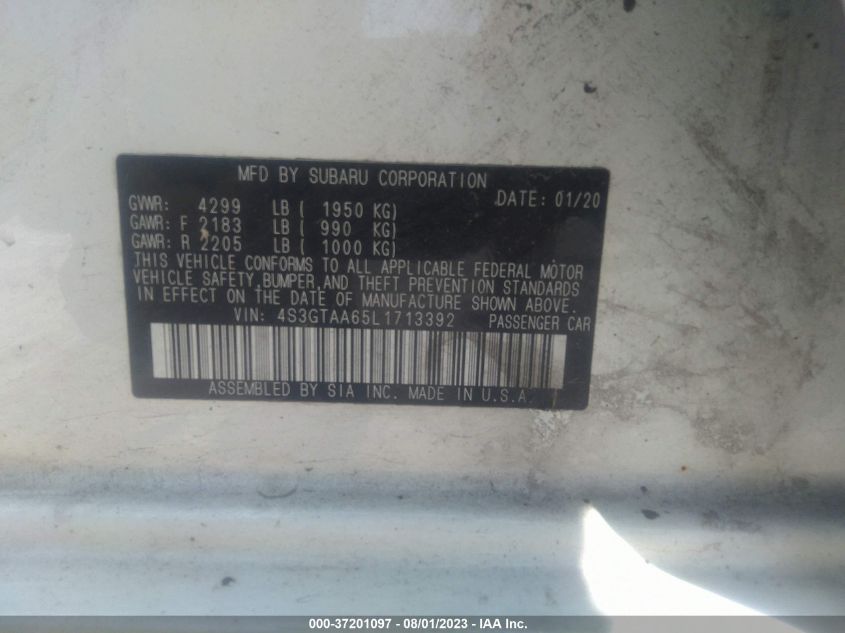 MFD BY SUBARU CORPORATION
DATE: 01/20
GVWR: 4299 LB ( 1950 KG)
GAWR: F 2183 LB ( 990 KG)
GAWR: R 2205 LB ( 1000 KG)
THIS VEHICLE CONFORMS TO ALL APPLICABLE FEDERAL MOTOR
VEHICLE SAFETY,BUMPER,AND THEFT PREVENTION STANDARDS
IN EFFECT ON THE DATE OF MANUFACTURE SHOWN ABOVE.
VIN: 4S3GTAA65L1713392 PASSENGER CAR
ASSEMBLED BY SIA INC. MADE IN U.S.A.
000-37201097 - 08/01/2023 - IAA Inc.